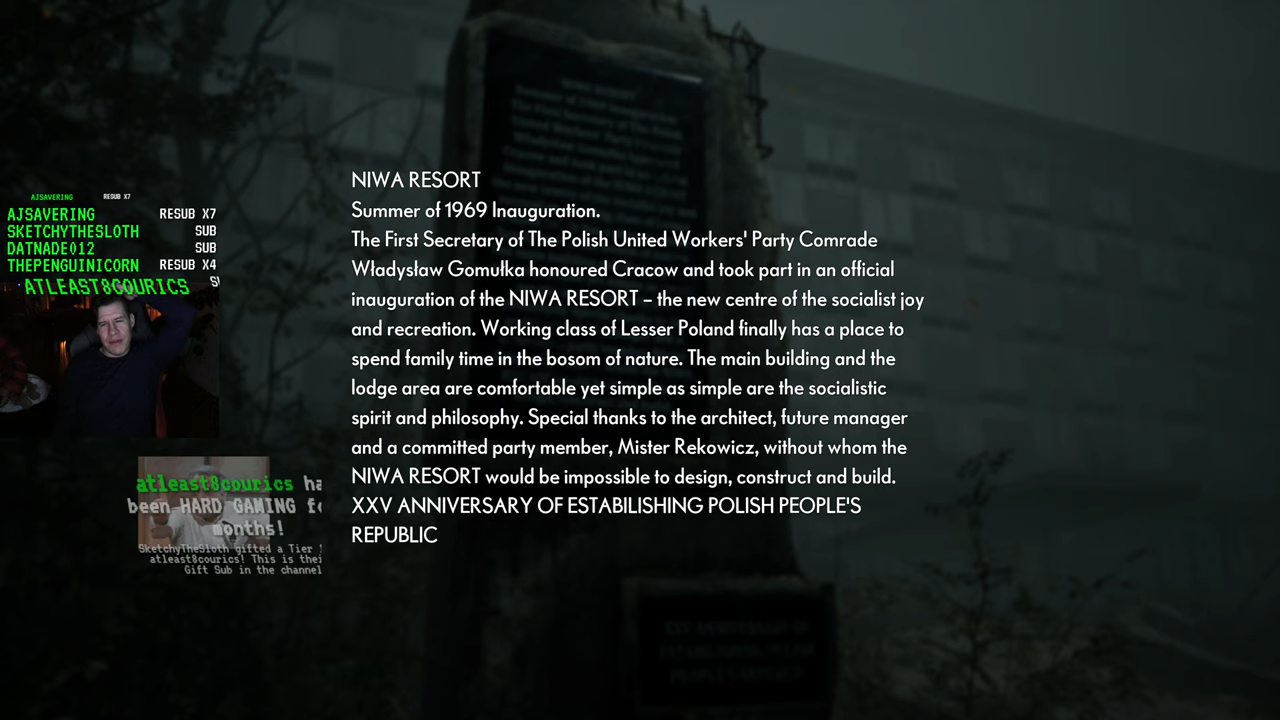 AJSAVERING RESUB X7
AJSAVERING RESUB X7
SKETCHYTHESLOTH SUB
DATNADE012 SUB
THEPENGUINICORN RESUB X4
ATLEAST8COURICS
atleast8courics
been HARD GAMING
months!
SketchyTheSloth gifted a Tier
atleast8courics! This is
Gift Sub in the channel
NIWA RESORT
Summer of 1969 Inauguration.
The First Secretary of The Polish United Workers' Party Comrade
Władysław Gomułka honoured Cracow and took part in an official
inauguration of the NIWA RESORT – the new centre of the socialist joy
and recreation. Working class of Lesser Poland finally has a place to
spend family time in the bosom of nature. The main building and the
lodge area are comfortable yet simple as simple are the socialistic
spirit and philosophy. Special thanks to the architect, future manager
and a committed party member, Mister Rekowicz, without whom the
NIWA RESORT would be impossible to design, construct and build.
XXV ANNIVERSARY OF ESTABILISHING POLISH PEOPLE'S
REPUBLIC